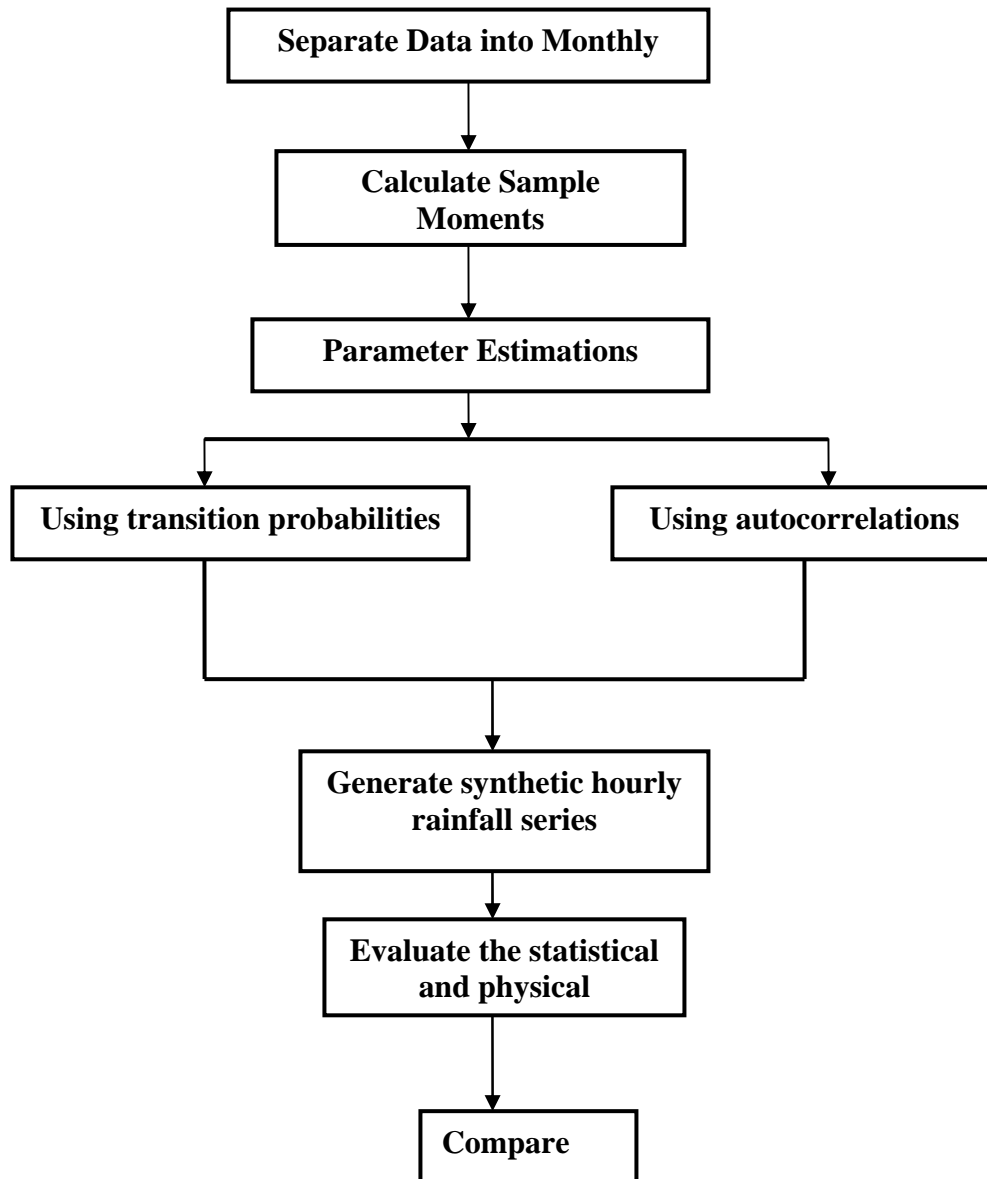 Separate Data into Monthly
Calculate Sample
Moments
Parameter Estimations
Using transition probabilities
Using autocorrelations
Generate synthetic hourly
rainfall series
Evaluate the statistical
and physical
Compare